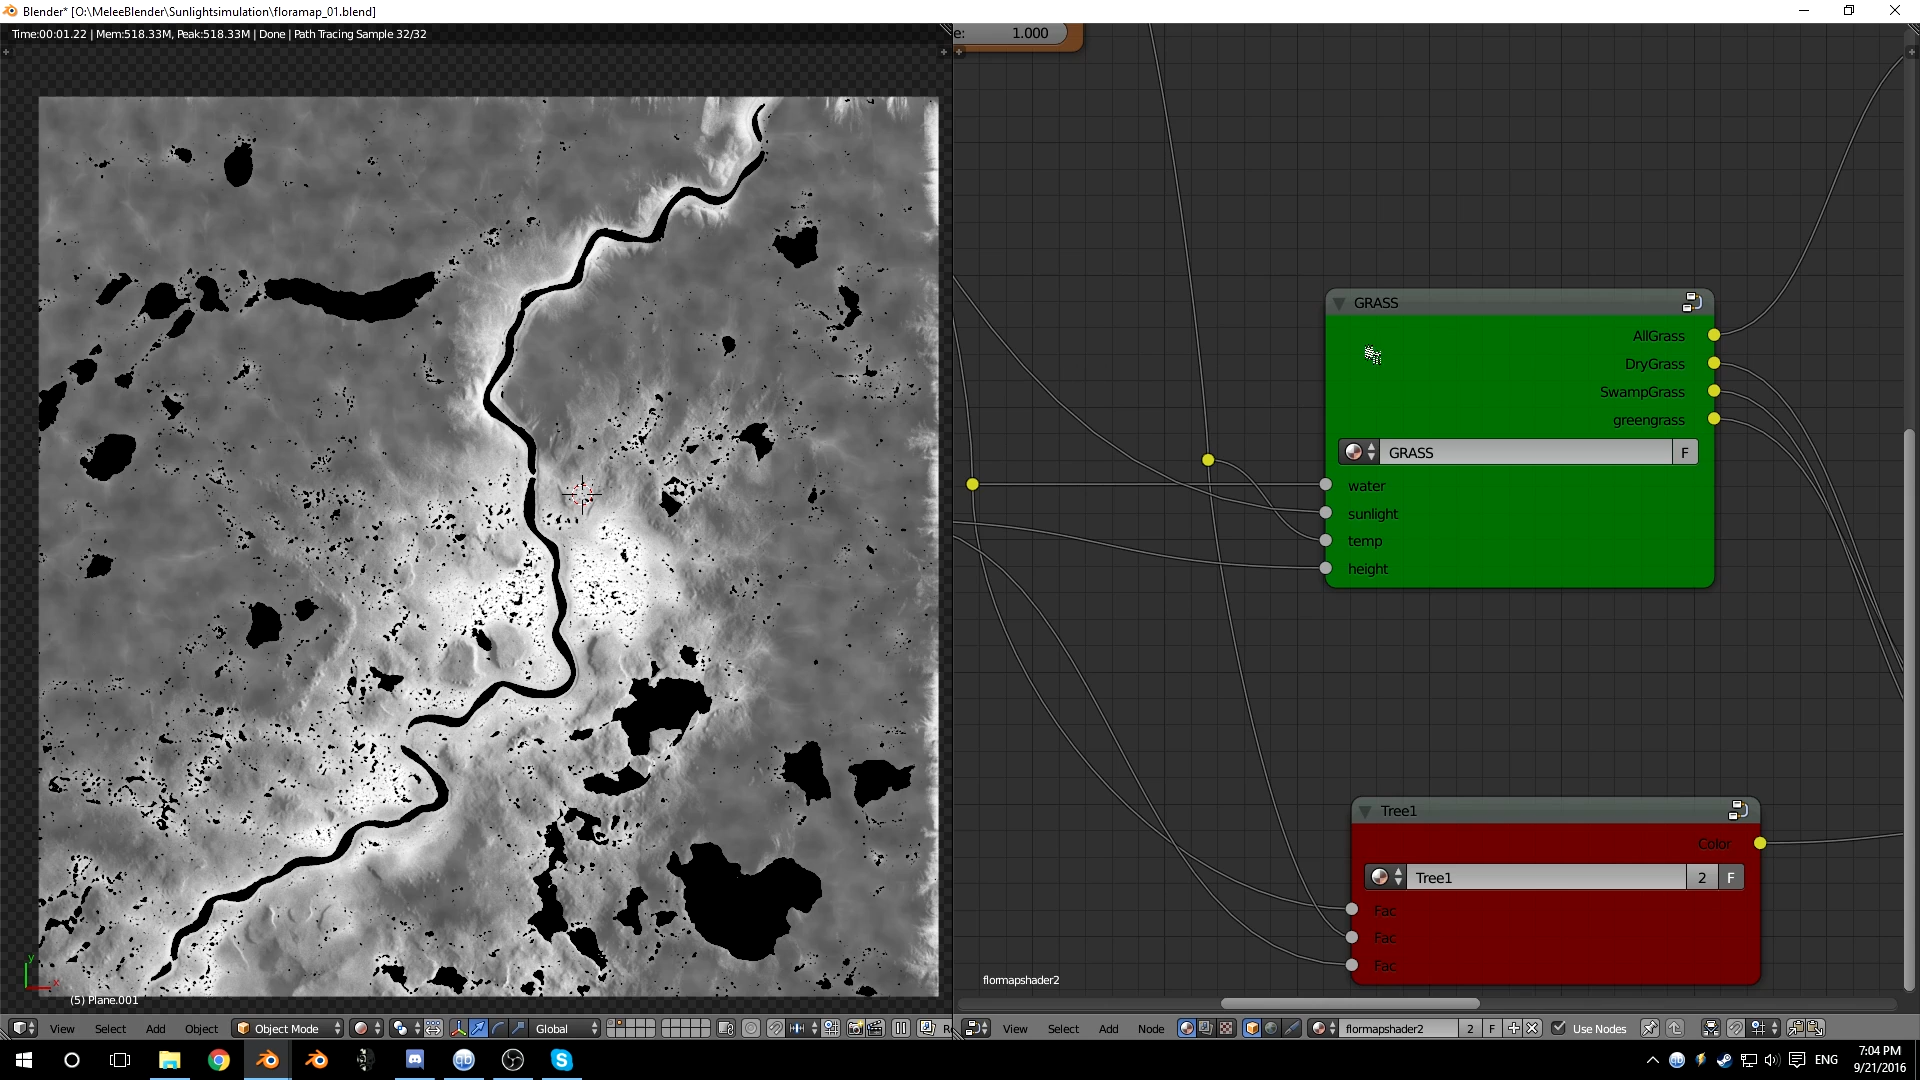 Blender* [O:\MeleeBlender\Sunlightsimulation\floramap_01.blend]
Time:00:01.22 | Mem:518.33M, Peak:518.33M | Done | Path Tracing Sample 32/32
e: 1.000
GRASS
AllGrass
DryGrass
SwampGrass
greengrass
GRASS F
water
sunlight
temp
height
Tree1
Color
Tree1 2 F
Fac
Fac
Fac
y
x
(5) Plane.001
flormapshader2
View Select Add Object Object Mode Global Re
View Select Add Node flormapshader2 2 F Use Nodes
ENG
7:04 PM
9/21/2016